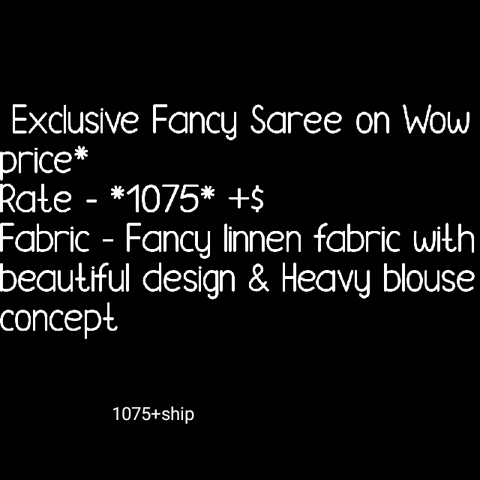 Exclusive Fancy Saree on Wow
price*
Rate - *1075* +$
Fabric - Fancy linnen fabric with
beautiful design & Heavy blouse
concept
1075+ship